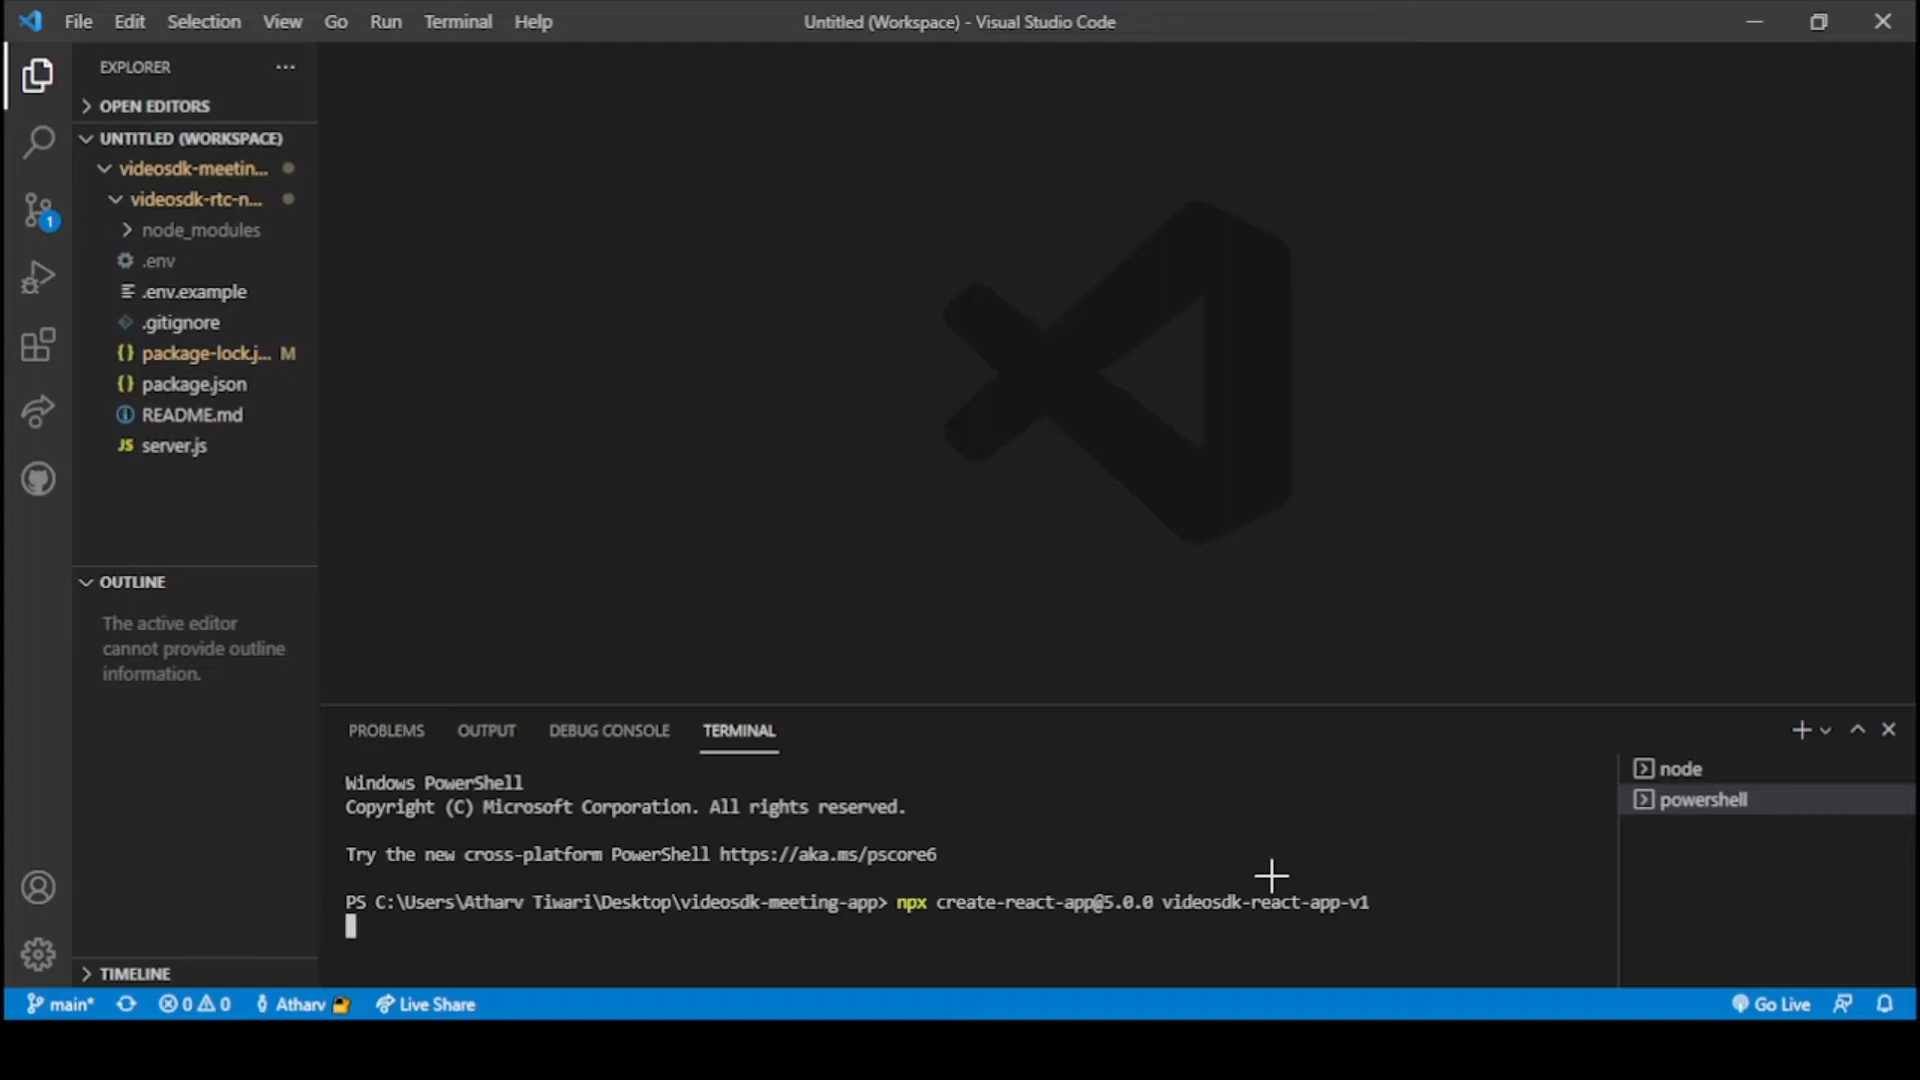 File Edit Selection View Go Run Terminal Help
Untitled (Workspace) - Visual Studio Code
EXPLORER
OPEN EDITORS
UNTITLED (WORKSPACE)
videosdk-meetin...
videosdk-rtc-n...
node_modules
.env
.env.example
.gitignore
package-lock.j... M
package.json
README.md
JS server.js
1
OUTLINE
The active editor
cannot provide outline
information.
TIMELINE
PROBLEMS OUTPUT DEBUG CONSOLE TERMINAL
Windows PowerShell
Copyright (C) Microsoft Corporation. All rights reserved.
Try the new cross-platform PowerShell https://aka.ms/pscore6
PS C:\Users\Atharv Tiwari\Desktop\videosdk-meeting-app> npx create-react-app@5.0.0 videosdk-react-app-v1
node
powershell
main* 0 0 Atharv Live Share
Go Live